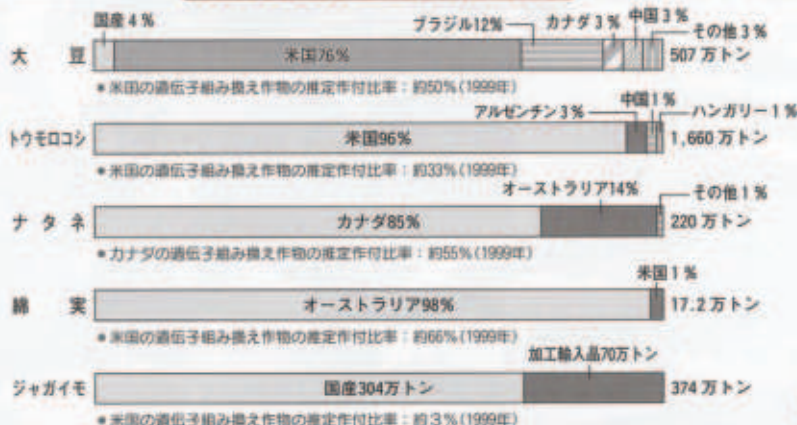 国産4%
ブラジル12%
カナダ3%
中国3%
その他3%
大豆
米国76%
507万トン
*米国の遺伝子組み換え作物の推定作付比率:約50%(1999年)
アルゼンチン3%
中国1%
ハンガリー1%
トウモロコシ
米国96%
1,660万トン
*米国の遺伝子組み換え作物の推定作付比率:約33%(1999年)
オーストラリア14%
その他1%
ナタネ
カナダ85%
220万トン
*カナダの遺伝子組み換え作物の推定作付比率:約55%(1999年)
米国1%
綿実
オーストラリア98%
17.2万トン
*米国の遺伝子組み換え作物の推定作付比率:約66%(1999年)
加工輸入品70万トン
ジャガイモ
国産304万トン
374万トン
*米国の遺伝子組み換え作物の推定作付比率:約3%(1999年)